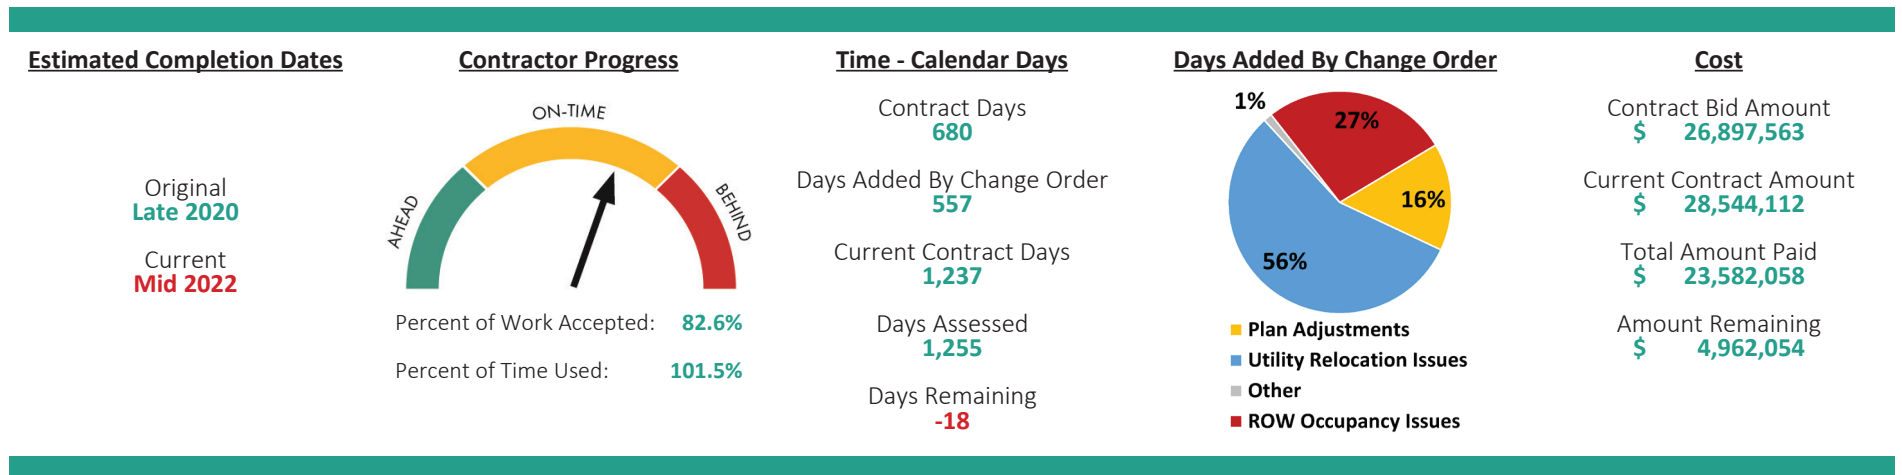 Estimated Completion Dates
Original
Late 2020
Current
Mid 2022
Contractor Progress
ON-TIME
AHEAD
BEHIND
Percent of Work Accepted: 82.6%
Percent of Time Used: 101.5%
Time - Calendar Days
Contract Days
680
Days Added By Change Order
557
Current Contract Days
1,237
Days Assessed
1,255
Days Remaining
-18
Days Added By Change Order
1%
27%
16%
56%
Plan Adjustments
Utility Relocation Issues
Other
ROW Occupancy Issues
Cost
Contract Bid Amount
$ 26,897,563
Current Contract Amount
$ 28,544,112
Total Amount Paid
$ 23,582,058
Amount Remaining
$ 4,962,054